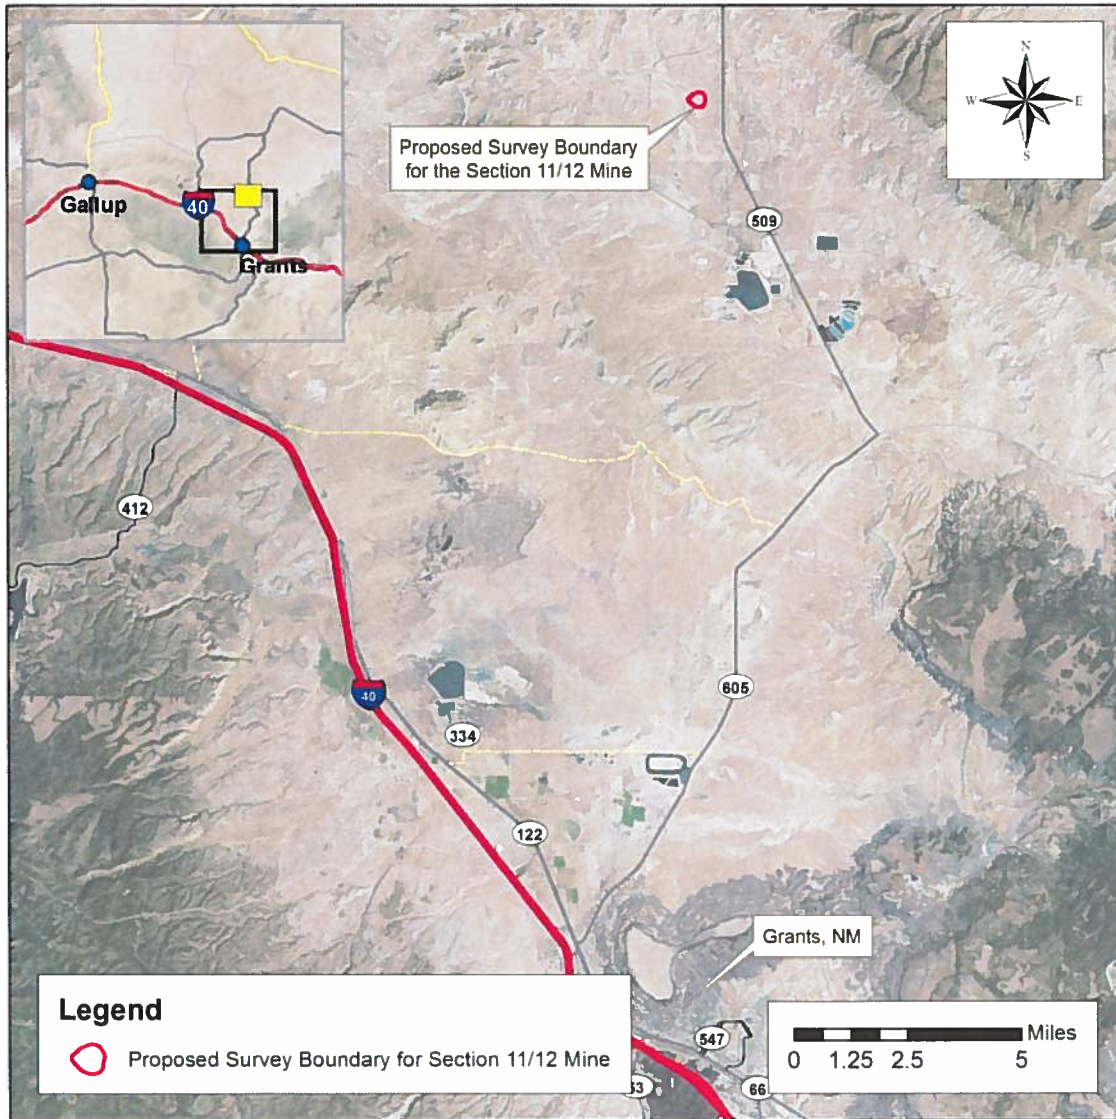 N
W E
S
Proposed Survey Boundary
for the Section 11/12 Mine
Gallup
40
Grants
509
412
40
605
334
122
Grants, NM
Legend
Proposed Survey Boundary for Section 11/12 Mine
547
66
Miles
0 1.25 2.5 5